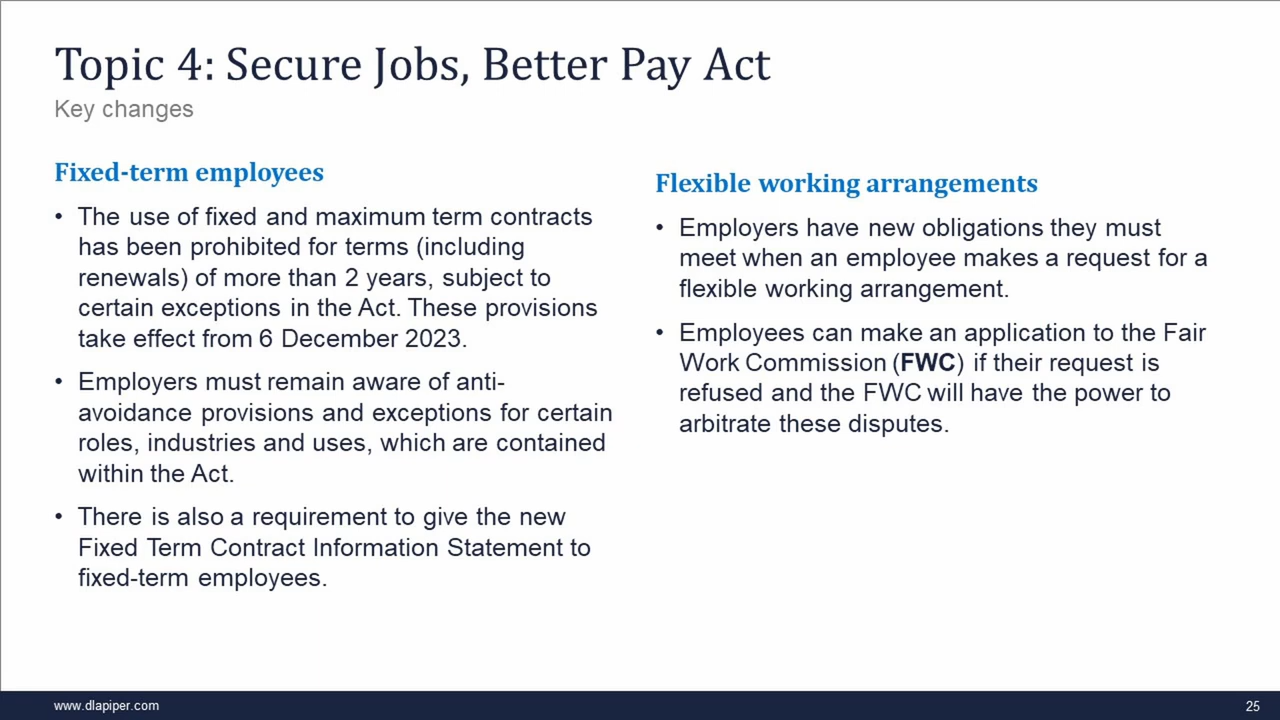 Topic 4: Secure Jobs, Better Pay Act
Key changes
Fixed-term employees
• The use of fixed and maximum term contracts
has been prohibited for terms (including
renewals) of more than 2 years, subject to
certain exceptions in the Act. These provisions
take effect from 6 December 2023.
• Employers must remain aware of anti-
avoidance provisions and exceptions for certain
roles, industries and uses, which are contained
within the Act.
• There is also a requirement to give the new
Fixed Term Contract Information Statement to
fixed-term employees.
Flexible working arrangements
• Employers have new obligations they must
meet when an employee makes a request for a
flexible working arrangement.
• Employees can make an application to the Fair
Work Commission (FWC) if their request is
refused and the FWC will have the power to
arbitrate these disputes.
www.dlapiper.com
25